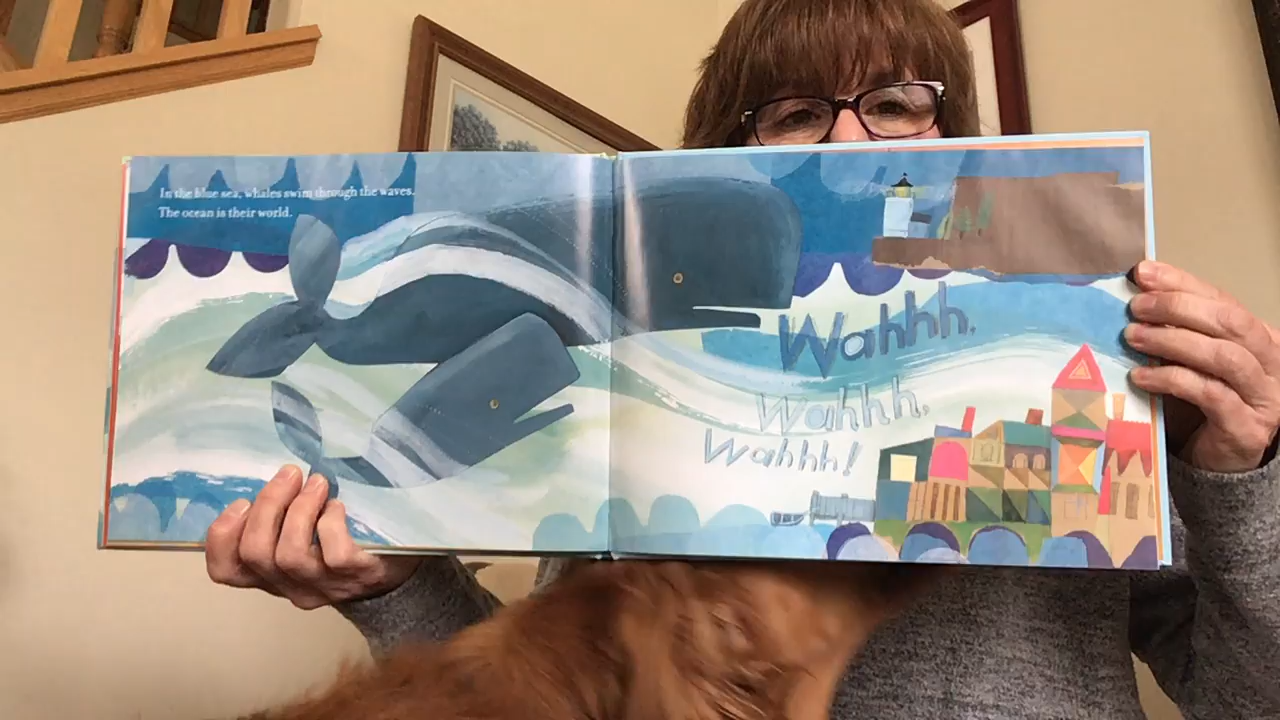 In the blue sea, whales swim through the waves.
The ocean is their world.
Wahhh,
Wahhh,
Wahhh!